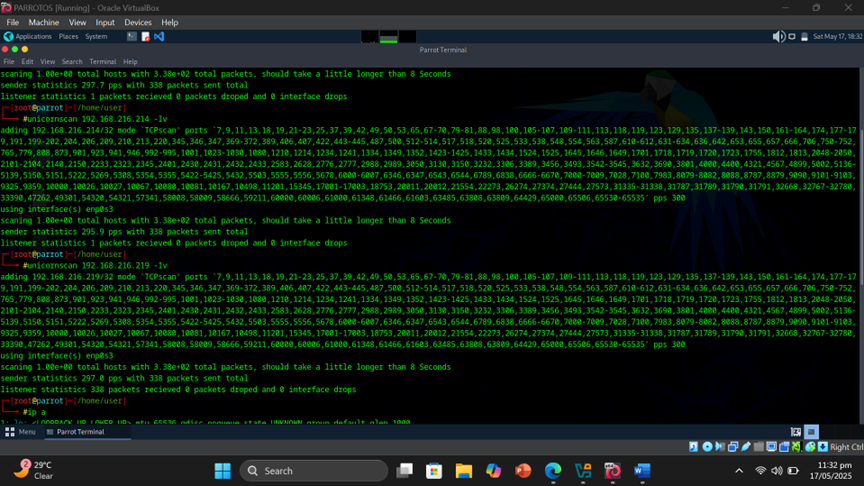 PARROTOS [Running] - Oracle VirtualBox
File Machine View Input Devices Help
Applications Places System Sat May 17, 18:32
Parrot Terminal
File Edit View Search Terminal Help
scaning 1.00e+00 total hosts with 3.38e+02 total packets, should take a little longer than 8 Seconds
sender statistics 297.7 pps with 338 packets sent total
listener statistics 1 packets recieved 0 packets droped and 0 interface drops
[root@parrot]-[/home/user]
#unicornscan 192.168.216.214 -Iv
adding 192.168.216.214/32 mode `TCPscan' ports `7,9,11,13,18,19,21-23,25,37,39,42,49,50,53,65,67-70,79-81,88,98,100,105-107,109-111,113,118,119,123,129,135,137-139,143,150,161-164,174,177-1
79,191,199-202,204,206,209,210,213,220,345,346,347,369-372,389,406,407,422,443-445,487,500,512-514,517,518,520,525,533,538,548,554,563,587,610-612,631-634,636,642,653,655,657,666,706,750-752,
765,779,808,873,901,923,941,946,992-995,1001,1023-1030,1080,1210,1214,1234,1241,1334,1349,1352,1423-1425,1433,1434,1524,1525,1645,1646,1649,1701,1718,1719,1720,1723,1755,1812,1813,2048-2050,
2101-2104,2140,2150,2233,2323,2345,2401,2430,2431,2432,2433,2583,2628,2776,2777,2988,2989,3050,3130,3150,3232,3306,3389,3456,3493,3542-3545,3632,3690,3801,4000,4400,4321,4567,4899,5002,5136-
5139,5150,5151,5222,5269,5308,5354,5355,5422-5425,5432,5503,5555,5556,5678,6000-6007,6346,6347,6543,6544,6789,6838,6666-6670,7000-7009,7028,7100,7983,8079-8082,8088,8787,8879,9090,9101-9103,
9325,9359,10000,10026,10027,10067,10080,10081,10167,10498,11201,15345,17001-17003,18753,20011,20012,21554,22273,26274,27374,27444,27573,31335-31338,31787,31789,31790,31791,32668,32767-32780,
33390,47262,49301,54320,54321,57341,58008,58009,58666,59211,60000,60006,61000,61348,61466,61603,63485,63808,63809,64429,65000,65506,65530-65535' pps 300
using interface(s) enp0s3
scaning 1.00e+00 total hosts with 3.38e+02 total packets, should take a little longer than 8 Seconds
sender statistics 295.9 pps with 338 packets sent total
listener statistics 1 packets recieved 0 packets droped and 0 interface drops
[root@parrot]-[/home/user]
#unicornscan 192.168.216.219 -Iv
adding 192.168.216.219/32 mode `TCPscan' ports `7,9,11,13,18,19,21-23,25,37,39,42,49,50,53,65,67-70,79-81,88,98,100,105-107,109-111,113,118,119,123,129,135,137-139,143,150,161-164,174,177-1
79,191,199-202,204,206,209,210,213,220,345,346,347,369-372,389,406,407,422,443-445,487,500,512-514,517,518,520,525,533,538,548,554,563,587,610-612,631-634,636,642,653,655,657,666,706,750-752,
765,779,808,873,901,923,941,946,992-995,1001,1023-1030,1080,1210,1214,1234,1241,1334,1349,1352,1423-1425,1433,1434,1524,1525,1645,1646,1649,1701,1718,1719,1720,1723,1755,1812,1813,2048-2050,
2101-2104,2140,2150,2233,2323,2345,2401,2430,2431,2432,2433,2583,2628,2776,2777,2988,2989,3050,3130,3150,3232,3306,3389,3456,3493,3542-3545,3632,3690,3801,4000,4400,4321,4567,4899,5002,5136-
5139,5150,5151,5222,5269,5308,5354,5355,5422-5425,5432,5503,5555,5556,5678,6000-6007,6346,6347,6543,6544,6789,6838,6666-6670,7000-7009,7028,7100,7983,8079-8082,8088,8787,8879,9090,9101-9103,
9325,9359,10000,10026,10027,10067,10080,10081,10167,10498,11201,15345,17001-17003,18753,20011,20012,21554,22273,26274,27374,27444,27573,31335-31338,31787,31789,31790,31791,32668,32767-32780,
33390,47262,49301,54320,54321,57341,58008,58009,58666,59211,60000,60006,61000,61348,61466,61603,63485,63808,63809,64429,65000,65506,65530-65535' pps 300
using interface(s) enp0s3
scaning 1.00e+00 total hosts with 3.38e+02 total packets, should take a little longer than 8 Seconds
sender statistics 297.0 pps with 338 packets sent total
listener statistics 338 packets recieved 0 packets droped and 0 interface drops
[root@parrot]-[/home/user]
#ip a
1: lo: <LOOPBACK,UP,LOWER_UP> mtu 65536 qdisc noqueue state UNKNOWN group default qlen 1000
Menu Parrot Terminal
Right Ctrl
2
29°C
Clear
Search
11:32 pm
17/05/2025